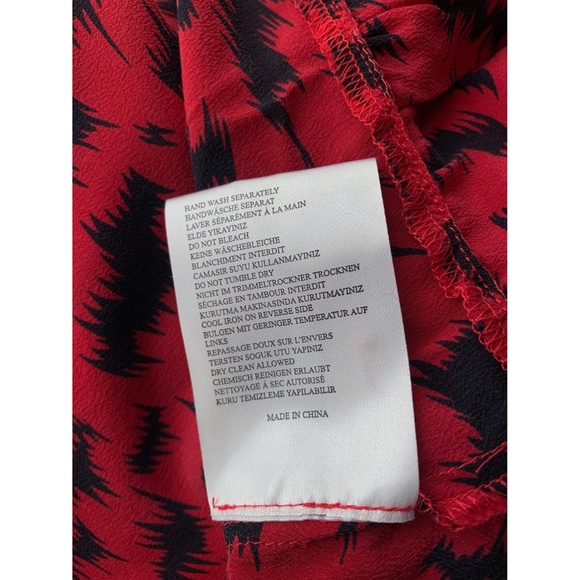 HAND WASH SEPARATELY
HANDWÄSCHE SEPARAT
LAVER SÉPARÉMENT À LA MAIN
ELDE YIKAYINIZ
DO NOT BLEACH
KEINE WÄSCHEBLEICHE
BLANCHIMENT INTERDIT
CAMASIR SUYU KULLANMAYINIZ
DO NOT TUMBLE DRY
NICHT IM TRIMMELTROCKNER TROCKNEN
SÉCHAGE EN TAMBOUR INTERDIT
KURUTMA MAKINASINDA KURUTMAYINIZ
COOL IRON ON REVERSE SIDE
BULGEN MIT GERINGER TEMPERATUR AUF
LINKS
REPASSAGE DOUX SUR L'ENVERS
TERSTEN SOGUK UTU YAPINIZ
DRY CLEAN ALLOWED
CHEMISCH REINIGEN ERLAUBT
NETTOYAGE À SEC AUTORISÉ
KURU TEMIZLEME YAPILABILIR
MADE IN CHINA